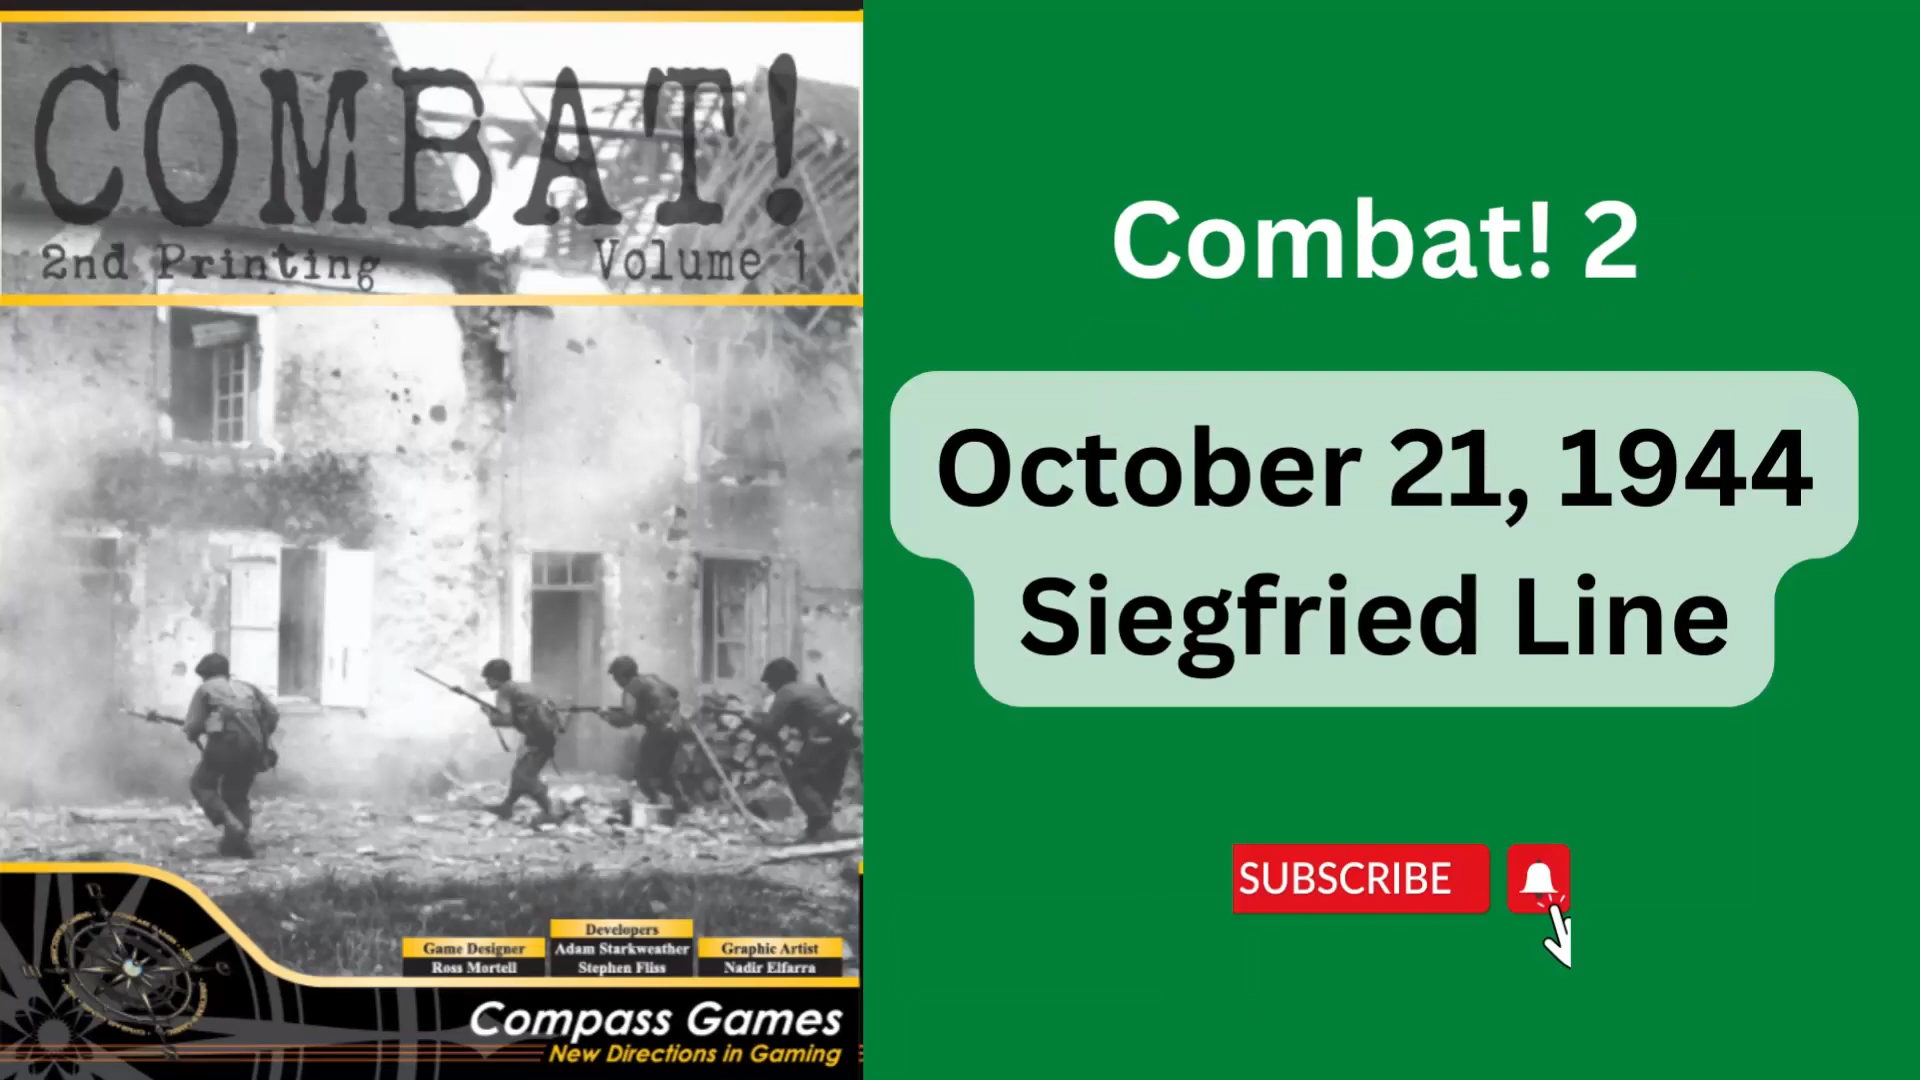 COMBAT!
2nd Printing
Volume 1
Developers
Game Designer
Adam Starkweather
Graphic Artist
Ross Mortell
Stephen Fliss
Nadir Elfarra
Compass Games
New Directions in Gaming
Combat! 2
October 21, 1944
Siegfried Line
SUBSCRIBE